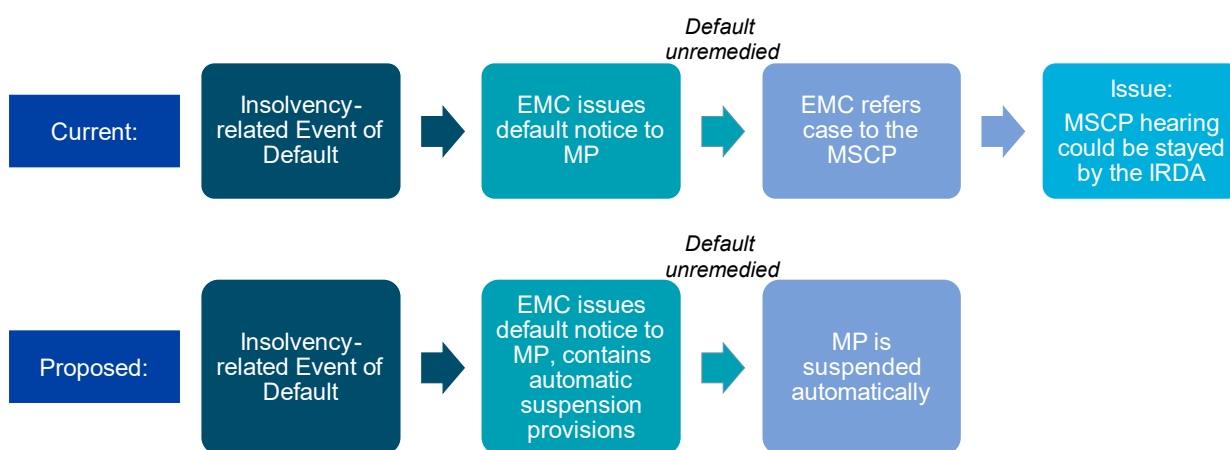 Default
unremedied
Current:
Insolvency-
related Event of
Default
EMC issues
default notice to
MP
EMC refers
case to the
MSCP
Issue:
MSCP hearing
could be stayed
by the IRDA
Default
unremedied
Proposed:
Insolvency-
related Event of
Default
EMC issues
default notice to
MP, contains
automatic
suspension
provisions
MP is
suspended
automatically